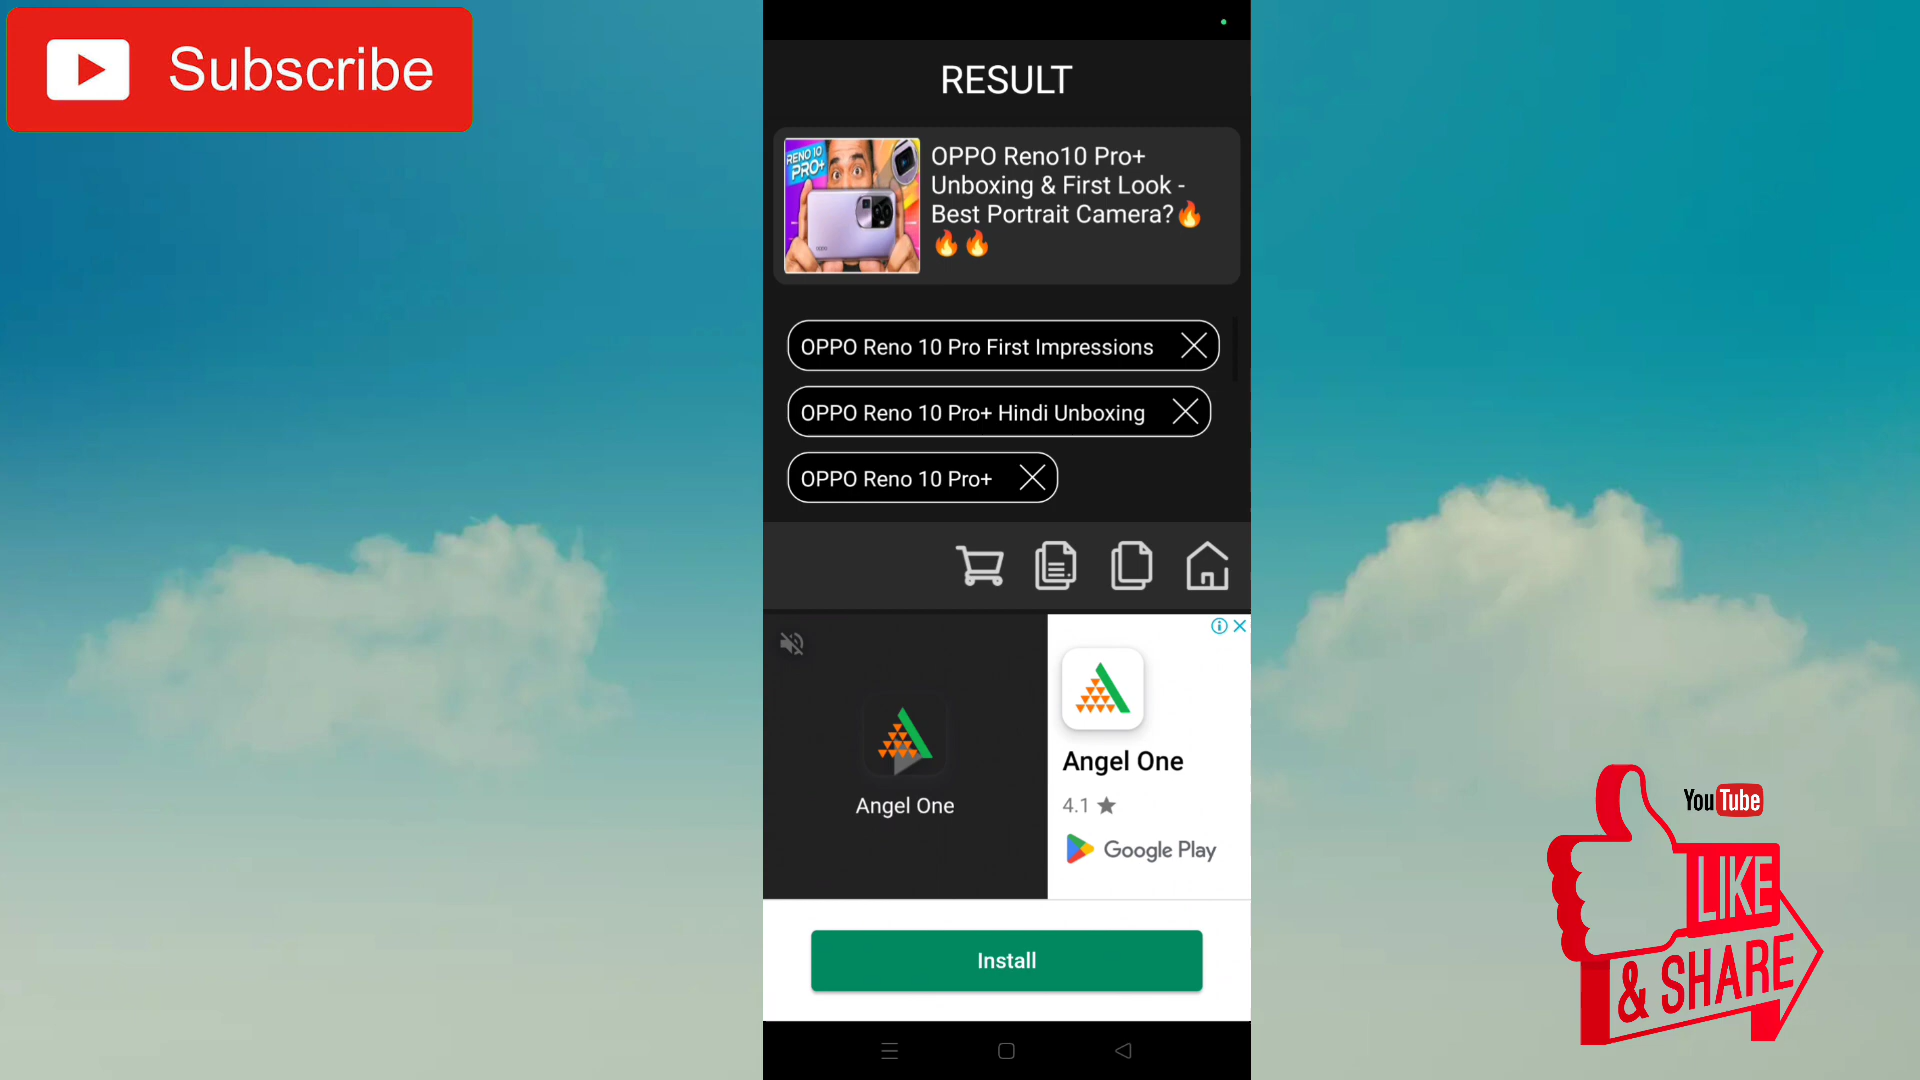 Subscribe
RESULT
RENO 10
PRO+
OPPO Reno10 Pro+
Unboxing & First Look -
Best Portrait Camera?🔥
🔥🔥
OPPO Reno 10 Pro First Impressions
OPPO Reno 10 Pro+ Hindi Unboxing
OPPO Reno 10 Pro+
Angel One
Angel One
4.1 ★
Google Play
Install
YouTube
LIKE
& SHARE